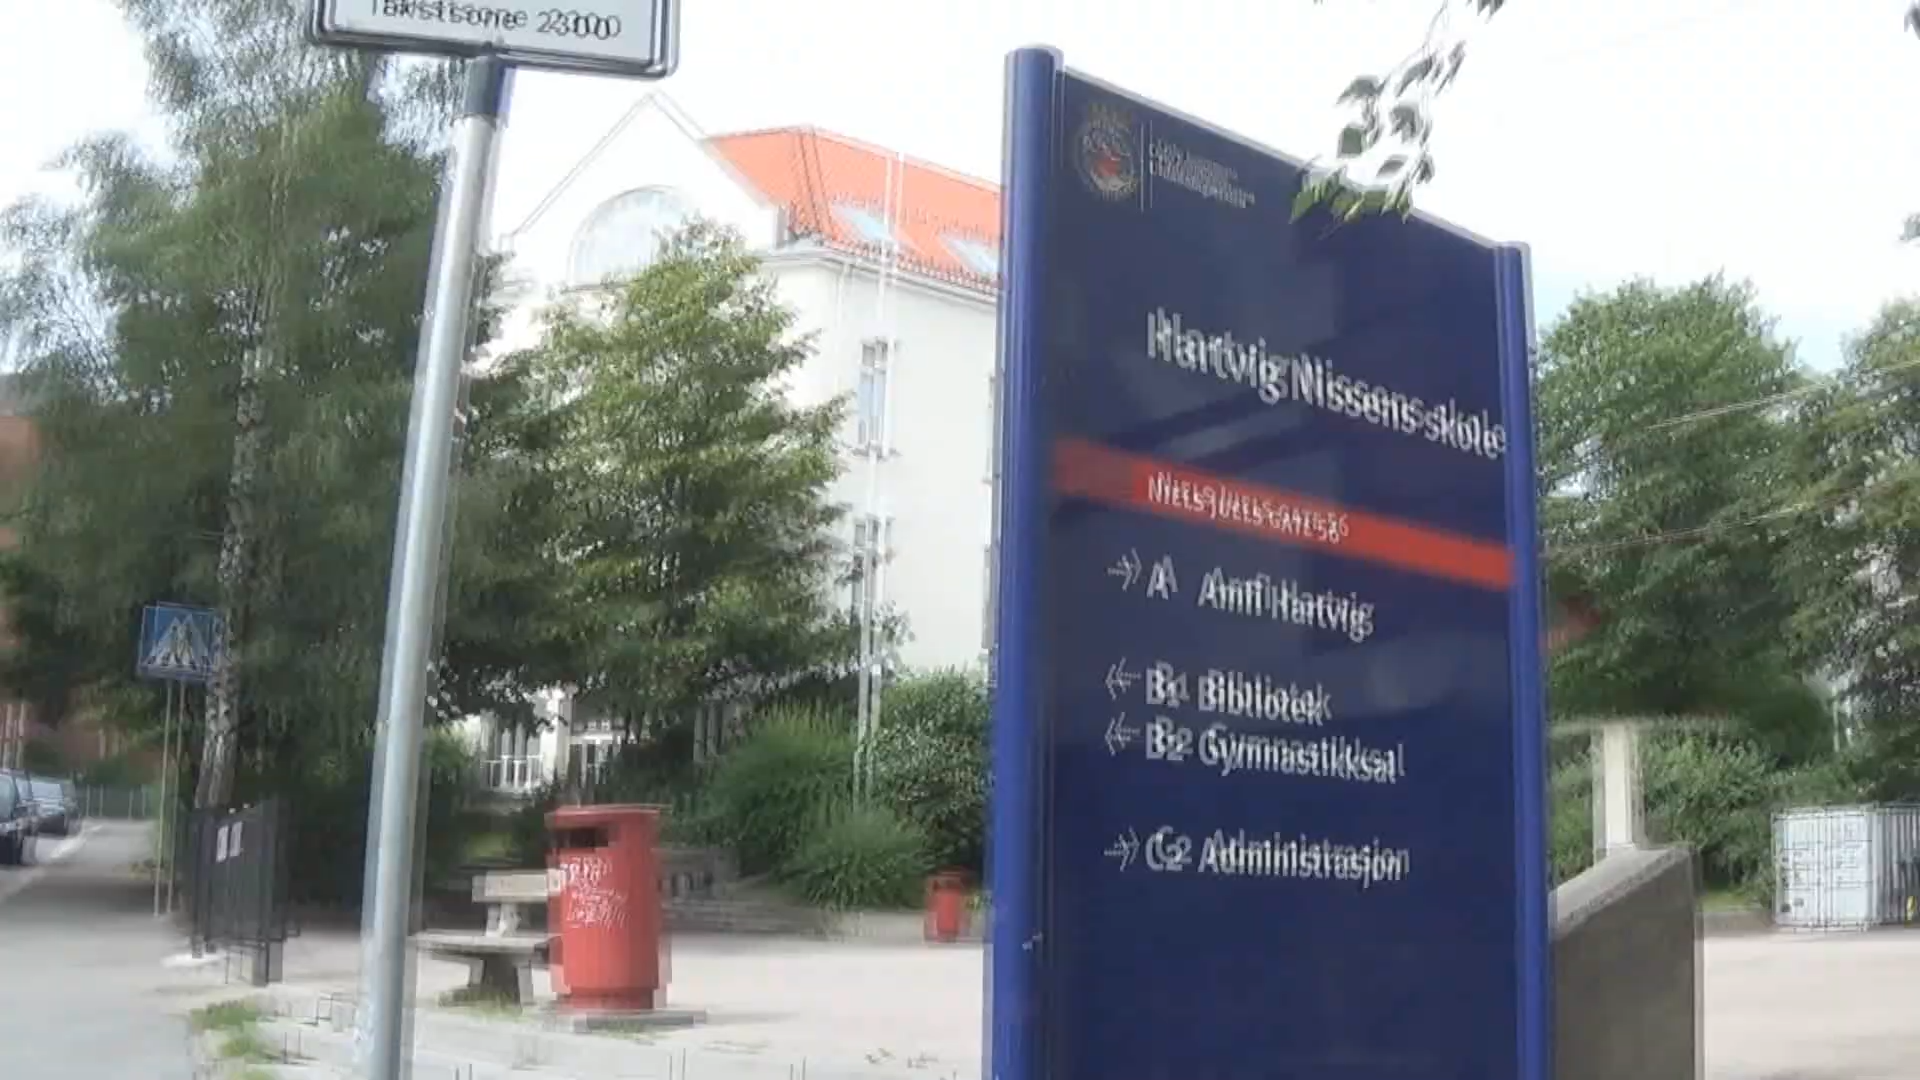 Takstsone 2300
Hartvig Nissens skole
NIELS JUELS GATE 56
A Amfi Hartvig
B1 Bibliotek
B2 Gymnastikksal
C2 Administrasjon